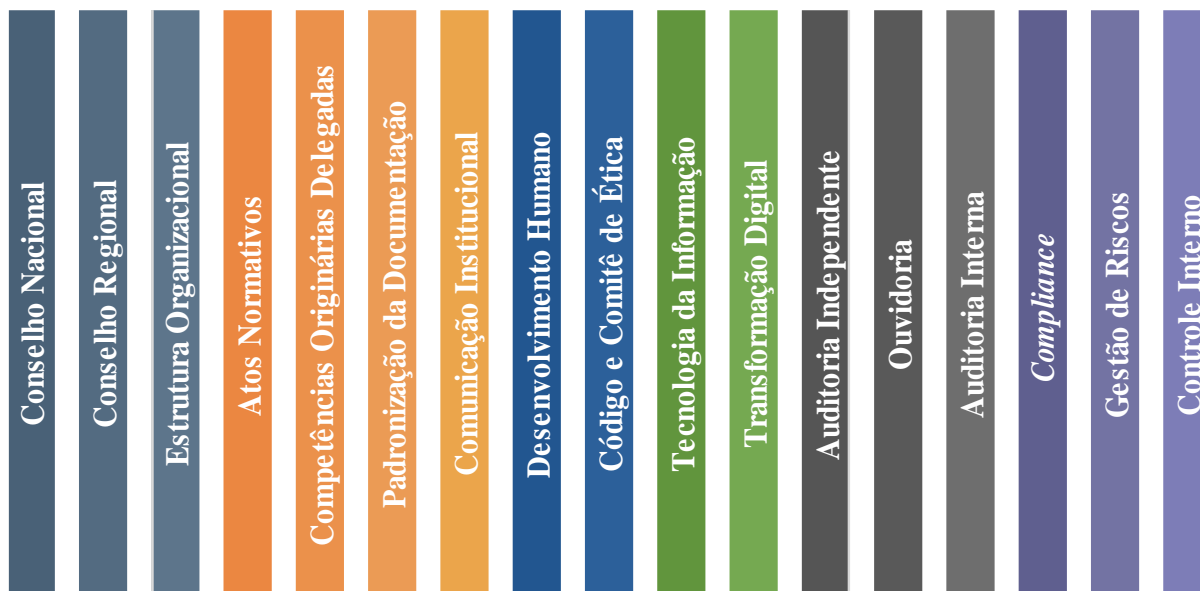 Conselho Nacional
Conselho Regional
Estrutura Organizacional
Atos Normativos
Competências Originárias Delegadas
Padronização da Documentação
Comunicação Institucional
Desenvolvimento Humano
Código e Comitê de Ética
Tecnologia da Informação
Transformação Digital
Auditoria Independente
Ouvidoria
Auditoria Interna
Compliance
Gestão de Riscos
Controle Interno